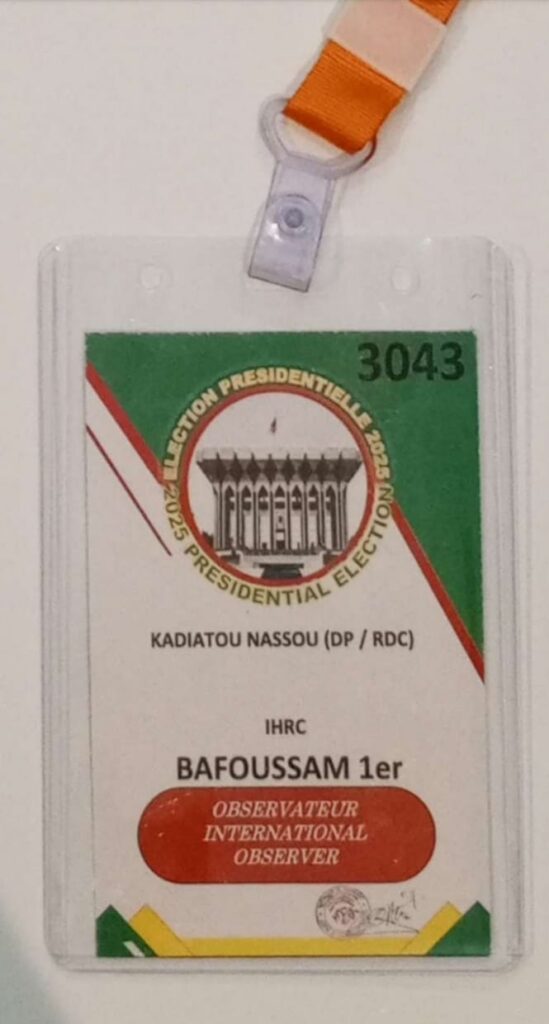 3043
ELECTION PRESIDENTIELLE 2025
2025 PRESIDENTIAL ELECTION
KADIATOU NASSOU (DP / RDC)
IHRC
BAFOUSSAM 1er
OBSERVATEUR
INTERNATIONAL
OBSERVER